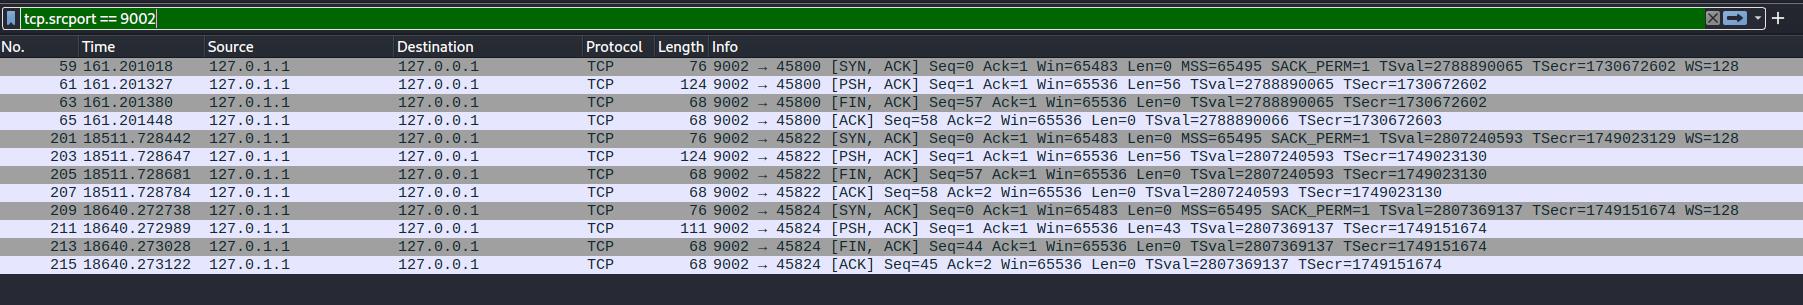 tcp.srcport == 9002
No. Time Source Destination Protocol Length Info
59 161.201018 127.0.1.1 127.0.0.1 TCP 76 9002 → 45800 [SYN, ACK] Seq=0 Ack=1 Win=65483 Len=0 MSS=65495 SACK_PERM=1 TSval=2788890065 TSecr=1730672602 WS=128
61 161.201327 127.0.1.1 127.0.0.1 TCP 124 9002 → 45800 [PSH, ACK] Seq=1 Ack=1 Win=65536 Len=56 TSval=2788890065 TSecr=1730672602
63 161.201380 127.0.1.1 127.0.0.1 TCP 68 9002 → 45800 [FIN, ACK] Seq=57 Ack=1 Win=65536 Len=0 TSval=2788890065 TSecr=1730672602
65 161.201448 127.0.1.1 127.0.0.1 TCP 68 9002 → 45800 [ACK] Seq=58 Ack=2 Win=65536 Len=0 TSval=2788890066 TSecr=1730672603
201 18511.728442 127.0.1.1 127.0.0.1 TCP 76 9002 → 45822 [SYN, ACK] Seq=0 Ack=1 Win=65483 Len=0 MSS=65495 SACK_PERM=1 TSval=2807240593 TSecr=1749023129 WS=128
203 18511.728647 127.0.1.1 127.0.0.1 TCP 124 9002 → 45822 [PSH, ACK] Seq=1 Ack=1 Win=65536 Len=56 TSval=2807240593 TSecr=1749023130
205 18511.728681 127.0.1.1 127.0.0.1 TCP 68 9002 → 45822 [FIN, ACK] Seq=57 Ack=1 Win=65536 Len=0 TSval=2807240593 TSecr=1749023130
207 18511.728784 127.0.1.1 127.0.0.1 TCP 68 9002 → 45822 [ACK] Seq=58 Ack=2 Win=65536 Len=0 TSval=2807240593 TSecr=1749023130
209 18640.272738 127.0.1.1 127.0.0.1 TCP 76 9002 → 45824 [SYN, ACK] Seq=0 Ack=1 Win=65483 Len=0 MSS=65495 SACK_PERM=1 TSval=2807369137 TSecr=1749151674 WS=128
211 18640.272989 127.0.1.1 127.0.0.1 TCP 111 9002 → 45824 [PSH, ACK] Seq=1 Ack=1 Win=65536 Len=43 TSval=2807369137 TSecr=1749151674
213 18640.273028 127.0.1.1 127.0.0.1 TCP 68 9002 → 45824 [FIN, ACK] Seq=44 Ack=1 Win=65536 Len=0 TSval=2807369137 TSecr=1749151674
215 18640.273122 127.0.1.1 127.0.0.1 TCP 68 9002 → 45824 [ACK] Seq=45 Ack=2 Win=65536 Len=0 TSval=2807369137 TSecr=1749151674